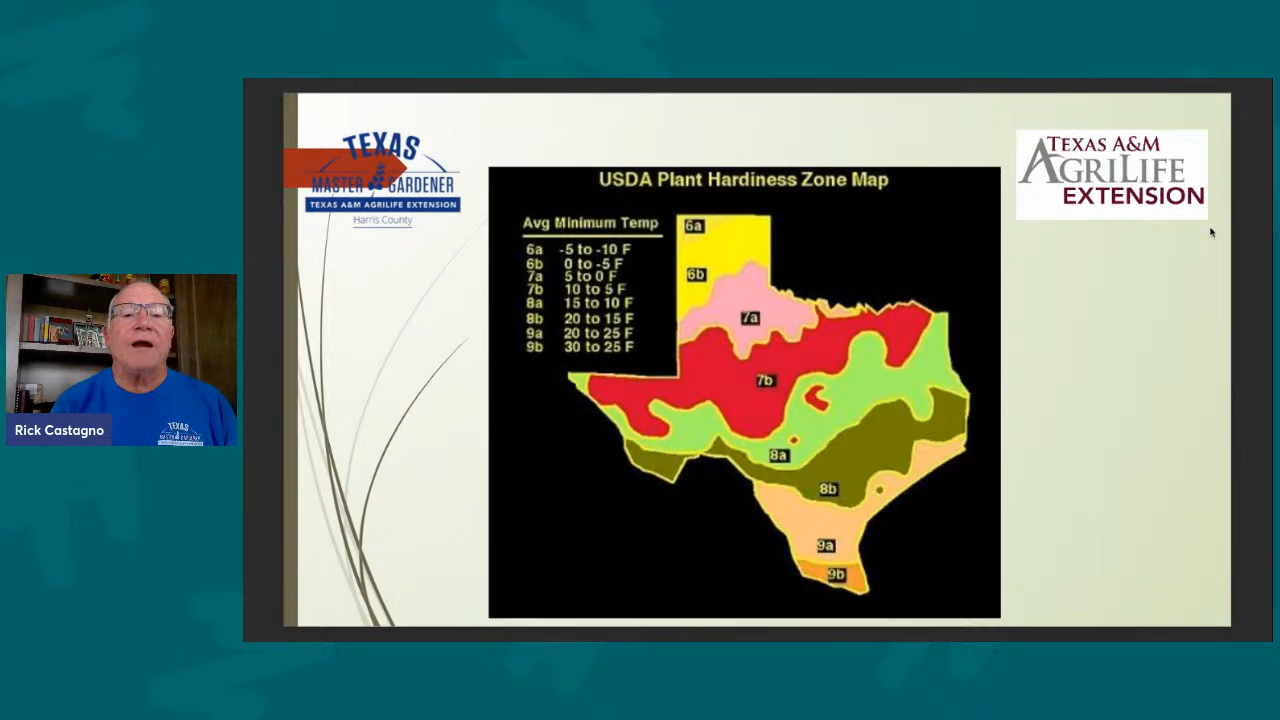 TEXAS
MASTER GARDENER
TEXAS A&M AGRILIFE EXTENSION
Harris County
TEXAS A&M
AGRILIFE
EXTENSION
USDA Plant Hardiness Zone Map
Avg Minimum Temp
6a -5 to -10 F
6b 0 to -5 F
7a 5 to 0 F
7b 10 to 5 F
8a 15 to 10 F
8b 20 to 15 F
9a 20 to 25 F
9b 30 to 25 F
6a
6b
7a
7b
8a
8b
9a
9b
Rick Castagno
TEXAS
MASTER GARDENER